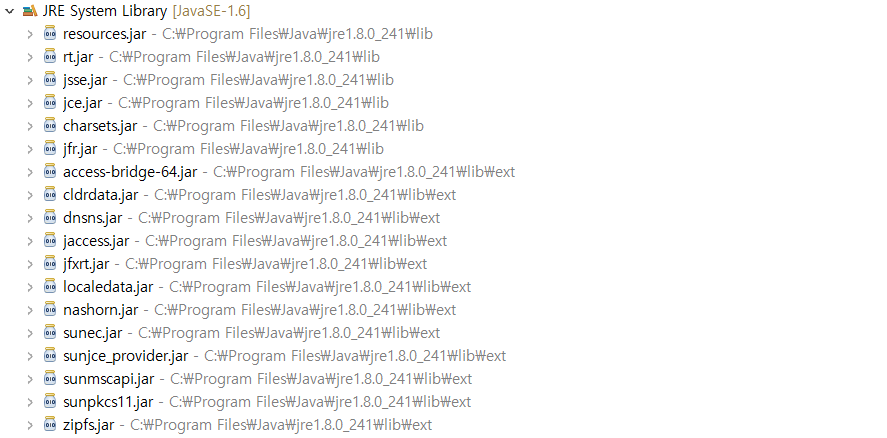 JRE System Library [JavaSE-1.6]
resources.jar - C:₩Program Files₩Java₩jre1.8.0_241₩lib
rt.jar - C:₩Program Files₩Java₩jre1.8.0_241₩lib
jsse.jar - C:₩Program Files₩Java₩jre1.8.0_241₩lib
jce.jar - C:₩Program Files₩Java₩jre1.8.0_241₩lib
charsets.jar - C:₩Program Files₩Java₩jre1.8.0_241₩lib
jfr.jar - C:₩Program Files₩Java₩jre1.8.0_241₩lib
access-bridge-64.jar - C:₩Program Files₩Java₩jre1.8.0_241₩lib₩ext
cldrdata.jar - C:₩Program Files₩Java₩jre1.8.0_241₩lib₩ext
dnsns.jar - C:₩Program Files₩Java₩jre1.8.0_241₩lib₩ext
jaccess.jar - C:₩Program Files₩Java₩jre1.8.0_241₩lib₩ext
jfxrt.jar - C:₩Program Files₩Java₩jre1.8.0_241₩lib₩ext
localedata.jar - C:₩Program Files₩Java₩jre1.8.0_241₩lib₩ext
nashorn.jar - C:₩Program Files₩Java₩jre1.8.0_241₩lib₩ext
sunec.jar - C:₩Program Files₩Java₩jre1.8.0_241₩lib₩ext
sunjce_provider.jar - C:₩Program Files₩Java₩jre1.8.0_241₩lib₩ext
sunmscapi.jar - C:₩Program Files₩Java₩jre1.8.0_241₩lib₩ext
sunpkcs11.jar - C:₩Program Files₩Java₩jre1.8.0_241₩lib₩ext
zipfs.jar - C:₩Program Files₩Java₩jre1.8.0_241₩lib₩ext